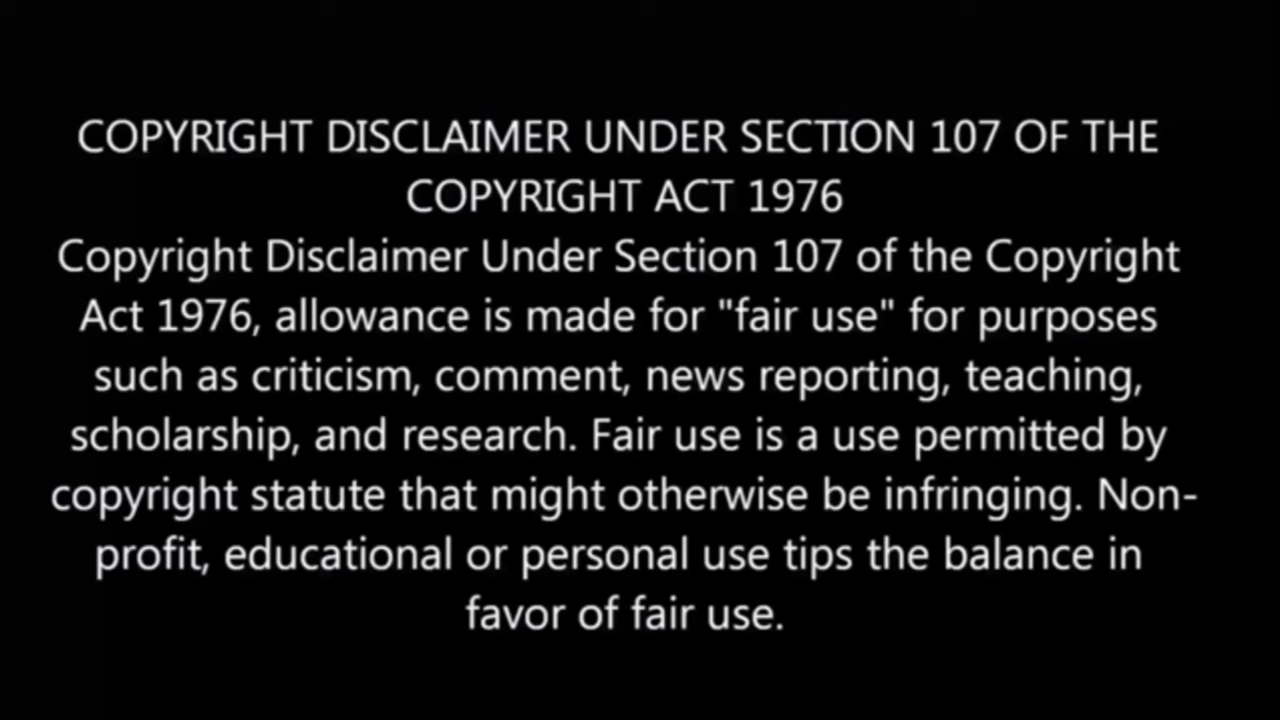 COPYRIGHT DISCLAIMER UNDER SECTION 107 OF THE
COPYRIGHT ACT 1976
Copyright Disclaimer Under Section 107 of the Copyright
Act 1976, allowance is made for "fair use" for purposes
such as criticism, comment, news reporting, teaching,
scholarship, and research. Fair use is a use permitted by
copyright statute that might otherwise be infringing. Non-
profit, educational or personal use tips the balance in
favor of fair use.